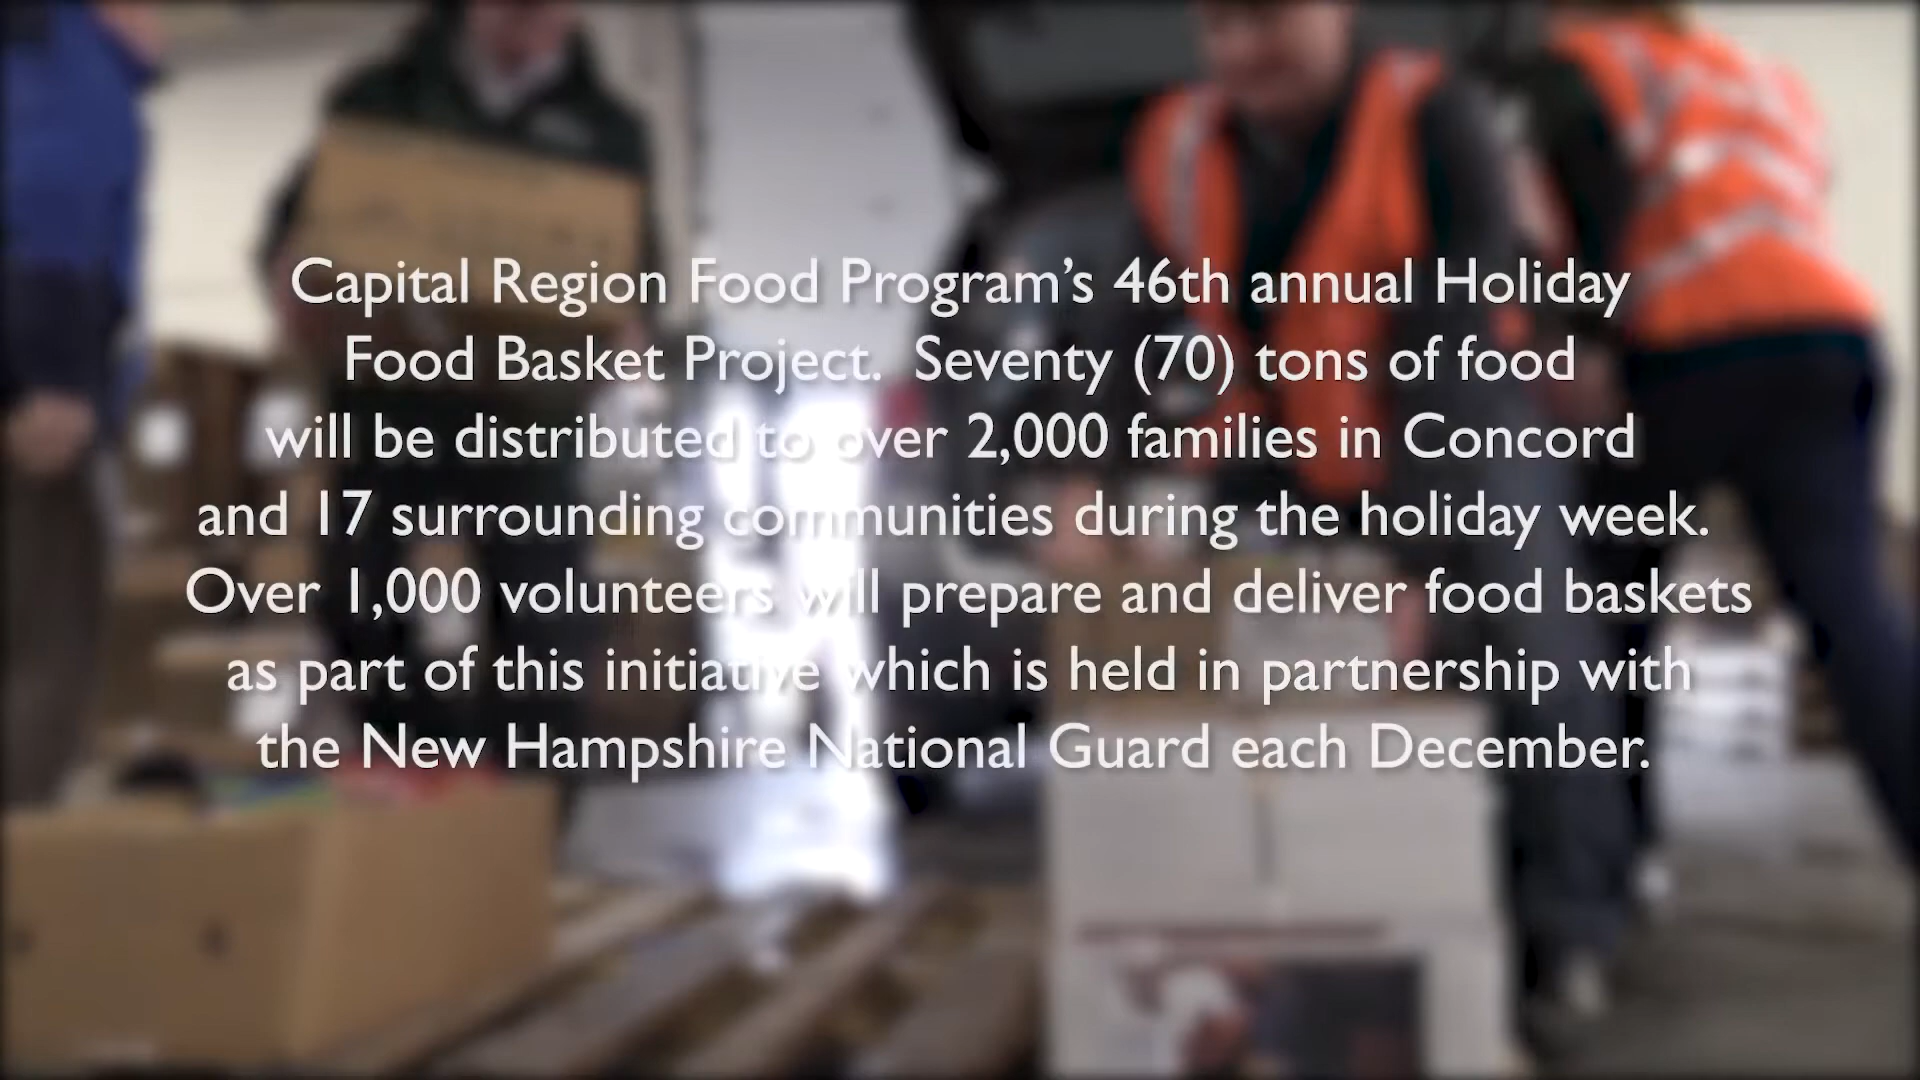 Capital Region Food Program’s 46th annual Holiday
Food Basket Project.  Seventy (70) tons of food
will be distributed to over 2,000 families in Concord
and 17 surrounding communities during the holiday week.
Over 1,000 volunteers will prepare and deliver food baskets
as part of this initiative which is held in partnership with
the New Hampshire National Guard each December.